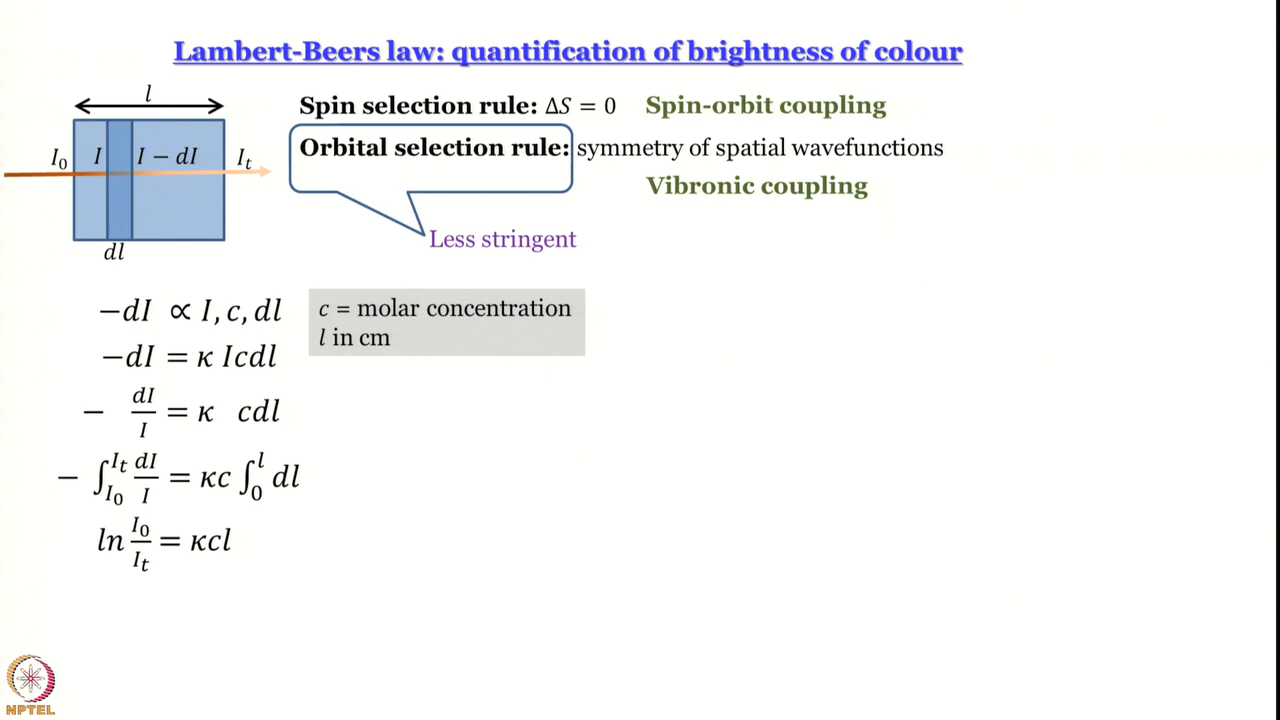 Lambert-Beers law: quantification of brightness of colour
l
I₀ I I − dI Iₜ
dl
Spin selection rule: ΔS = 0 Spin-orbit coupling
Orbital selection rule: symmetry of spatial wavefunctions
Vibronic coupling
Less stringent
−dI ∝ I, c, dl
−dI = κ Icdl
− dI/I = κ cdl
− ∫_{I₀}^{Iₜ} dI/I = κc ∫_0^l dl
ln I₀/Iₜ = κcl
c = molar concentration
l in cm
NPTEL